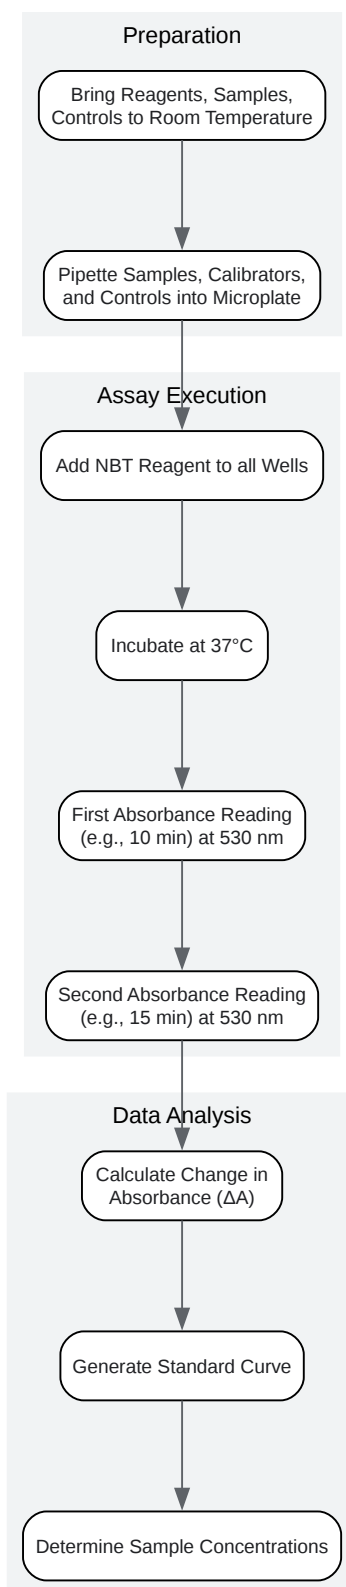 Preparation
Bring Reagents, Samples,
Controls to Room Temperature
Pipette Samples, Calibrators,
and Controls into Microplate
Assay Execution
Add NBT Reagent to all Wells
Incubate at 37°C
First Absorbance Reading
(e.g., 10 min) at 530 nm
Second Absorbance Reading
(e.g., 15 min) at 530 nm
Data Analysis
Calculate Change in
Absorbance (ΔA)
Generate Standard Curve
Determine Sample Concentrations